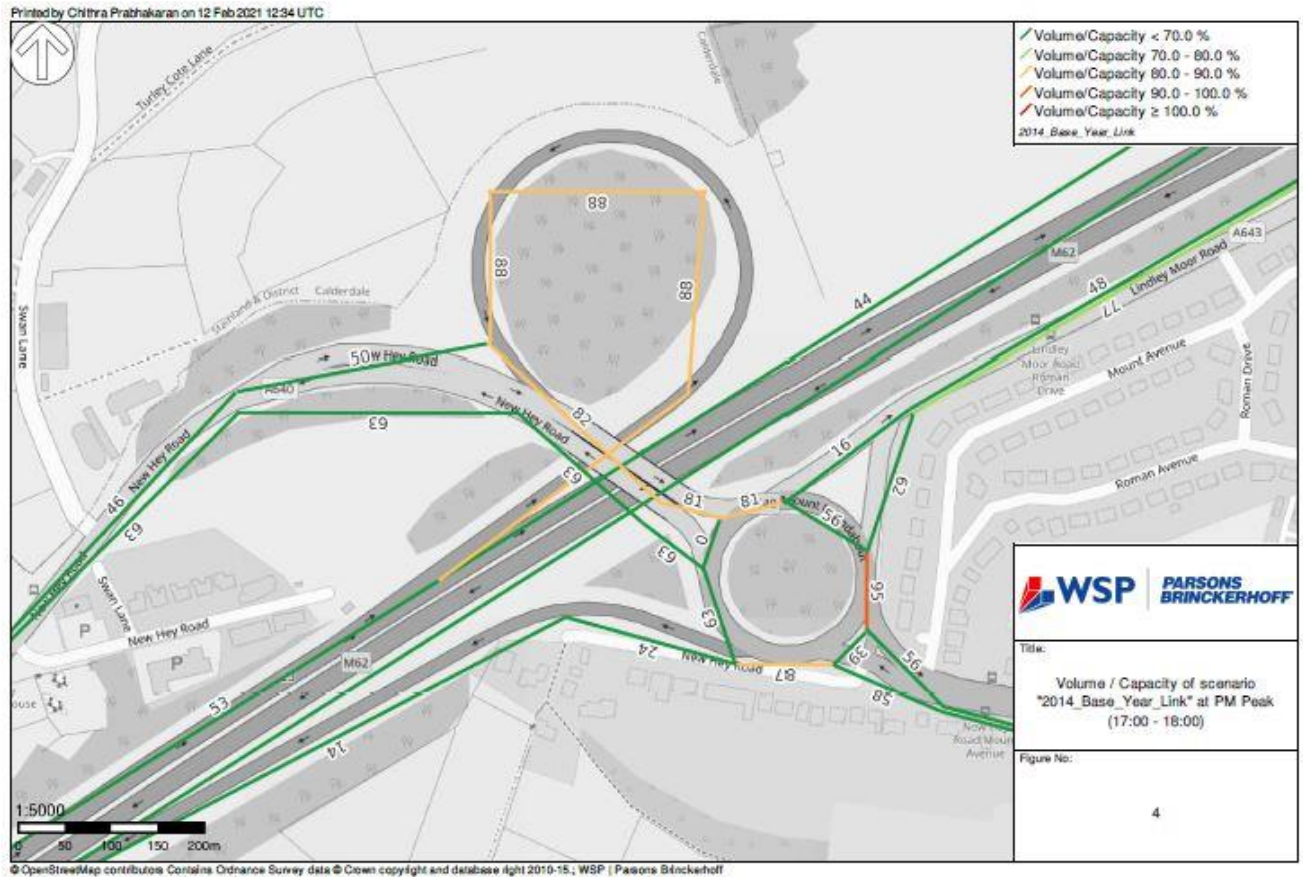 Printed by Chithra Prabhakaran on 12 Feb 2021 12:34 UTC
Volume/Capacity < 70.0 %
Volume/Capacity 70.0 - 80.0 %
Volume/Capacity 80.0 - 90.0 %
Volume/Capacity 90.0 - 100.0 %
Volume/Capacity ≥ 100.0 %
2014_Base_Year_Link
Turley Cote Lane
Calderdale
88
A643
M62
88
88
44
48
Lindley Moor Road
77
Stainland & District Calderdale
Swan Lane
50
w Hey Road
A640
Lindley
Moor Road
Roman
Drive
Mount Avenue
Roman Drive
New Hey Road
82
63
New Hey Road
16
Roman Avenue
46
63
63
81
81
62
56
0
63
95
Swan Lane
63
New Hey Road
P
P
M62
24
New Hey Road
87
39
56
58
Road Moun
Avenue
53
14
WSP | PARSONS
BRINCKERHOFF
Title:
Volume / Capacity of scenario
"2014_Base_Year_Link" at PM Peak
(17:00 - 18:00)
Figure No:
4
1:5000
0 50 100 150 200m
© OpenStreetMap contributors Contains Ordnance Survey data © Crown copyright and database right 2010-15.; WSP | Parsons Brinckerhoff